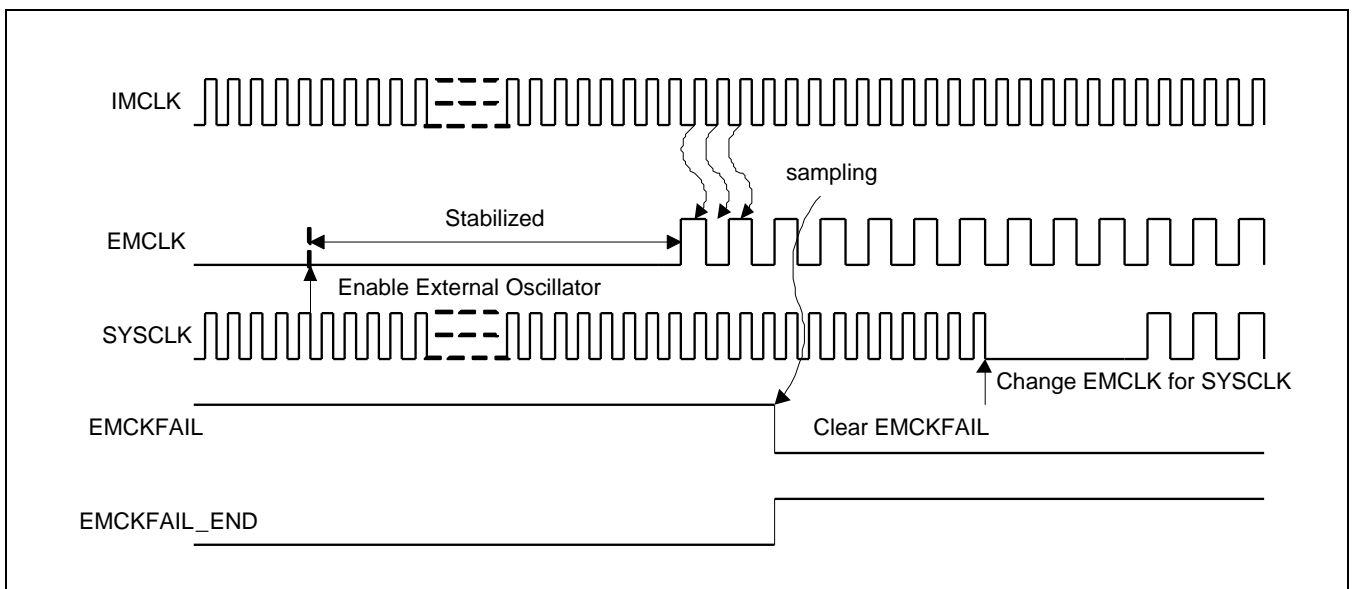 IMCLK
sampling
Stabilized
EMCLK
Enable External Oscillator
SYSCLK
Change EMCLK for SYSCLK
EMCKFAIL
Clear EMCKFAIL
EMCKFAIL_END